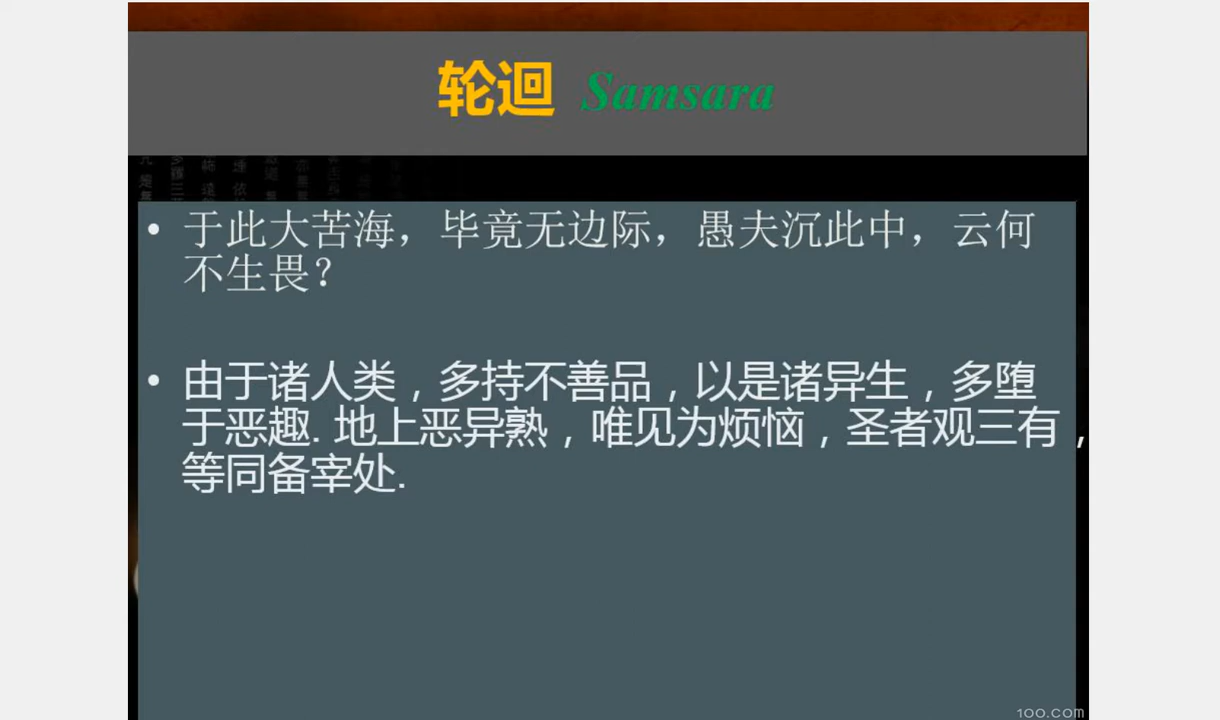 轮迴 Samsara
• 于此大苦海，毕竟无边际，愚夫沉此中，云何
不生畏？
• 由于诸人类，多持不善品，以是诸异生，多堕
于恶趣. 地上恶异熟，唯见为烦恼，圣者观三有，
等同备宰处.
100.com